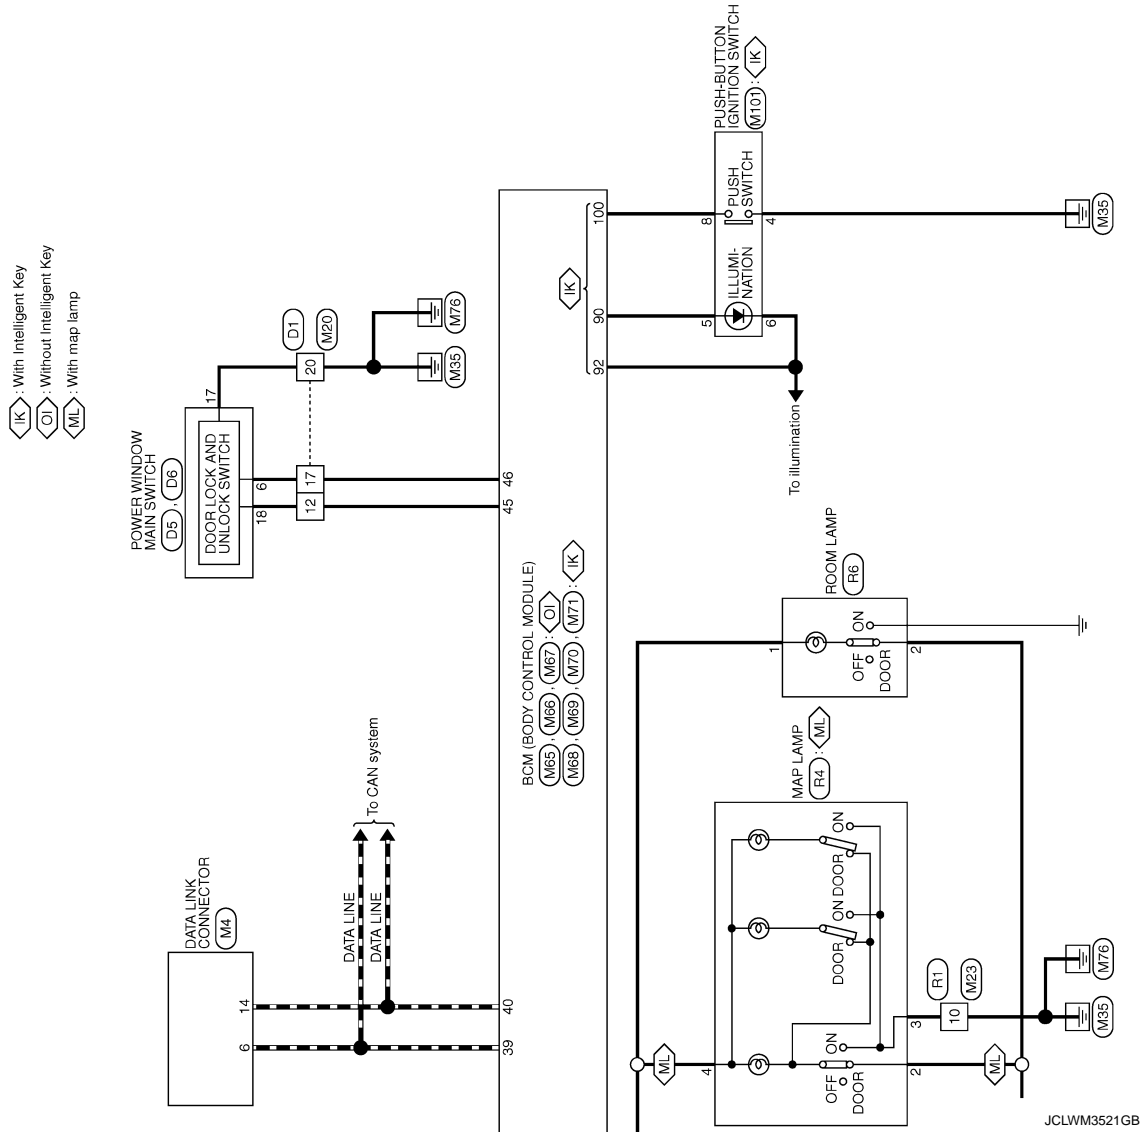 IK : With Intelligent Key
OI : Without Intelligent Key
ML : With map lamp
DATA LINK
CONNECTOR
M4
6
14
DATA LINE
DATA LINE
To CAN system
39
40
POWER WINDOW
MAIN SWITCH
D5 , D6
DOOR LOCK AND
UNLOCK SWITCH
18
6
17
12
17
20
D1
M20
M35
M76
45
46
BCM (BODY CONTROL MODULE)
M65 , M66 , M67 : OI
M68 , M69 , M70 , M71 : IK
IK
92
90
100
PUSH-BUTTON
IGNITION SWITCH
M101 : IK
5
8
ILLUMI-
NATION
PUSH
SWITCH
6
4
To illumination
M35
MAP LAMP
R4 : ML
ML
4
OFF
ON
DOOR
DOOR
ON
DOOR
ON
2
3
ML
10
R1
M23
M35
M76
ROOM LAMP
R6
1
OFF
ON
DOOR
2
JCLWM3521GB